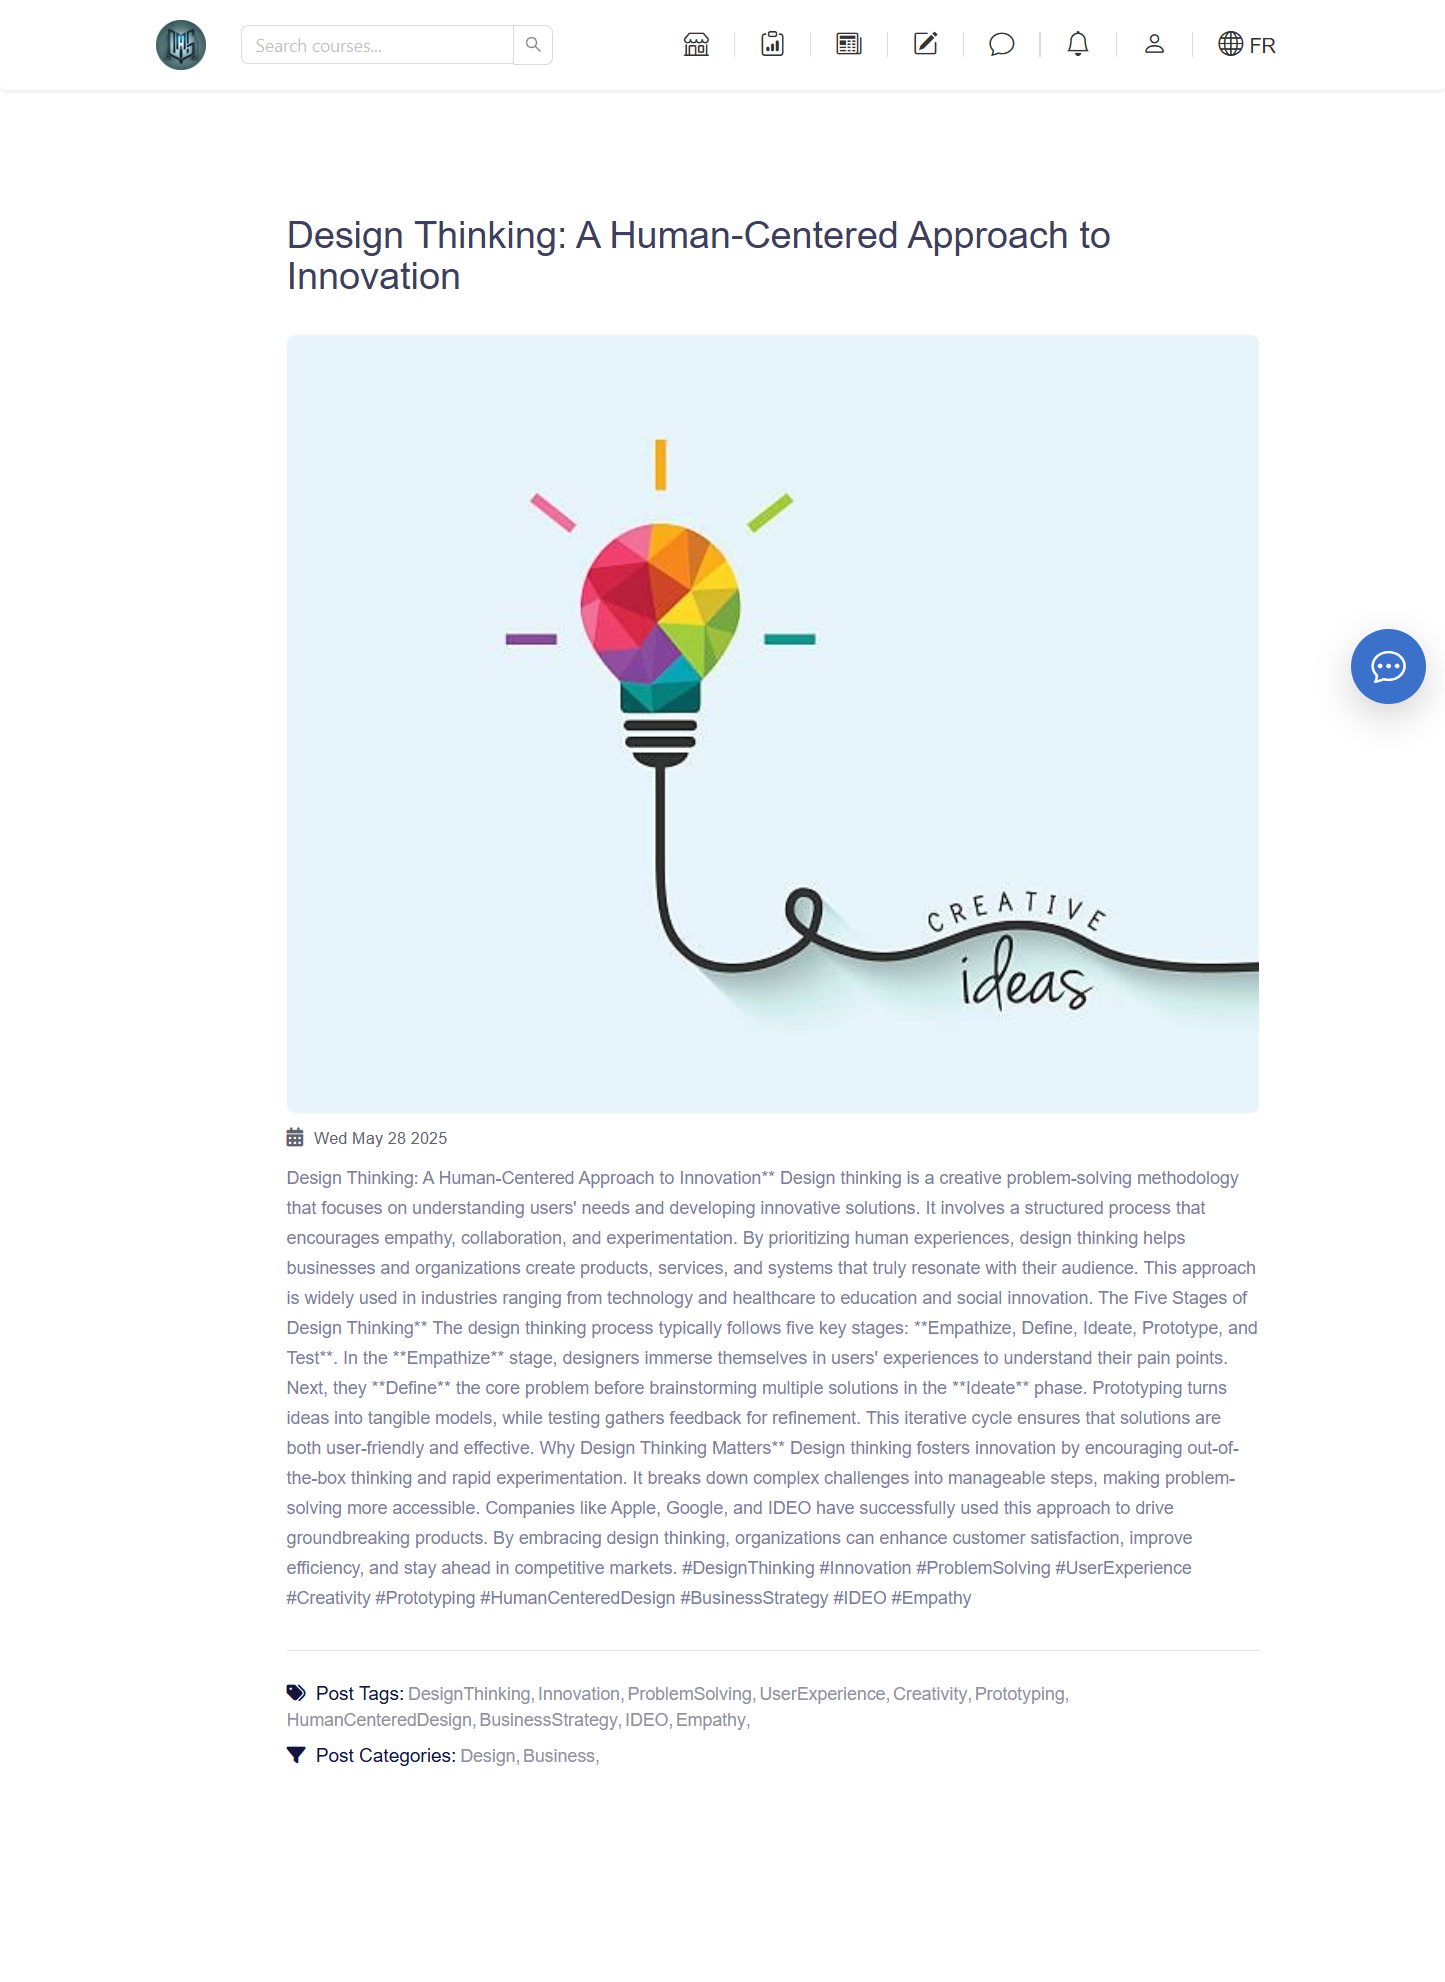 Search courses...
FR
Design Thinking: A Human-Centered Approach to
Innovation
CREATIVE
ideas
Wed May 28 2025
Design Thinking: A Human-Centered Approach to Innovation** Design thinking is a creative problem-solving methodology
that focuses on understanding users' needs and developing innovative solutions. It involves a structured process that
encourages empathy, collaboration, and experimentation. By prioritizing human experiences, design thinking helps
businesses and organizations create products, services, and systems that truly resonate with their audience. This approach
is widely used in industries ranging from technology and healthcare to education and social innovation. The Five Stages of
Design Thinking** The design thinking process typically follows five key stages: **Empathize, Define, Ideate, Prototype, and
Test**. In the **Empathize** stage, designers immerse themselves in users' experiences to understand their pain points.
Next, they **Define** the core problem before brainstorming multiple solutions in the **Ideate** phase. Prototyping turns
ideas into tangible models, while testing gathers feedback for refinement. This iterative cycle ensures that solutions are
both user-friendly and effective. Why Design Thinking Matters** Design thinking fosters innovation by encouraging out-of-
the-box thinking and rapid experimentation. It breaks down complex challenges into manageable steps, making problem-
solving more accessible. Companies like Apple, Google, and IDEO have successfully used this approach to drive
groundbreaking products. By embracing design thinking, organizations can enhance customer satisfaction, improve
efficiency, and stay ahead in competitive markets. #DesignThinking #Innovation #ProblemSolving #UserExperience
#Creativity #Prototyping #HumanCenteredDesign #BusinessStrategy #IDEO #Empathy
Post Tags: DesignThinking, Innovation, ProblemSolving, UserExperience, Creativity, Prototyping,
HumanCenteredDesign, BusinessStrategy, IDEO, Empathy,
Post Categories: Design, Business,